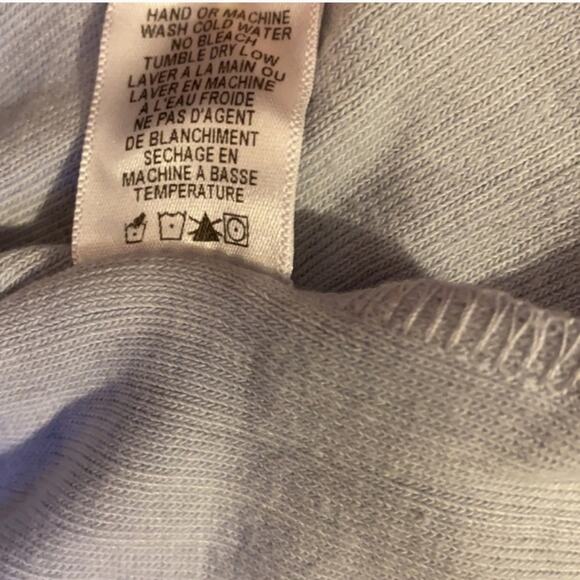 HAND OR MACHINE
WASH COLD WATER
NO BLEACH
TUMBLE DRY LOW
LAVER A LA MAIN OU
LAVER EN MACHINE
A L'EAU FROIDE
NE PAS D'AGENT
DE BLANCHIMENT
SECHAGE EN
MACHINE A BASSE
TEMPERATURE